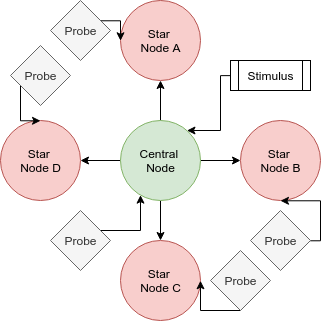 Probe
Star
Node A
Probe
Stimulus
Star
Node D
Central
Node
Star
Node B
Probe
Probe
Probe
Star
Node C